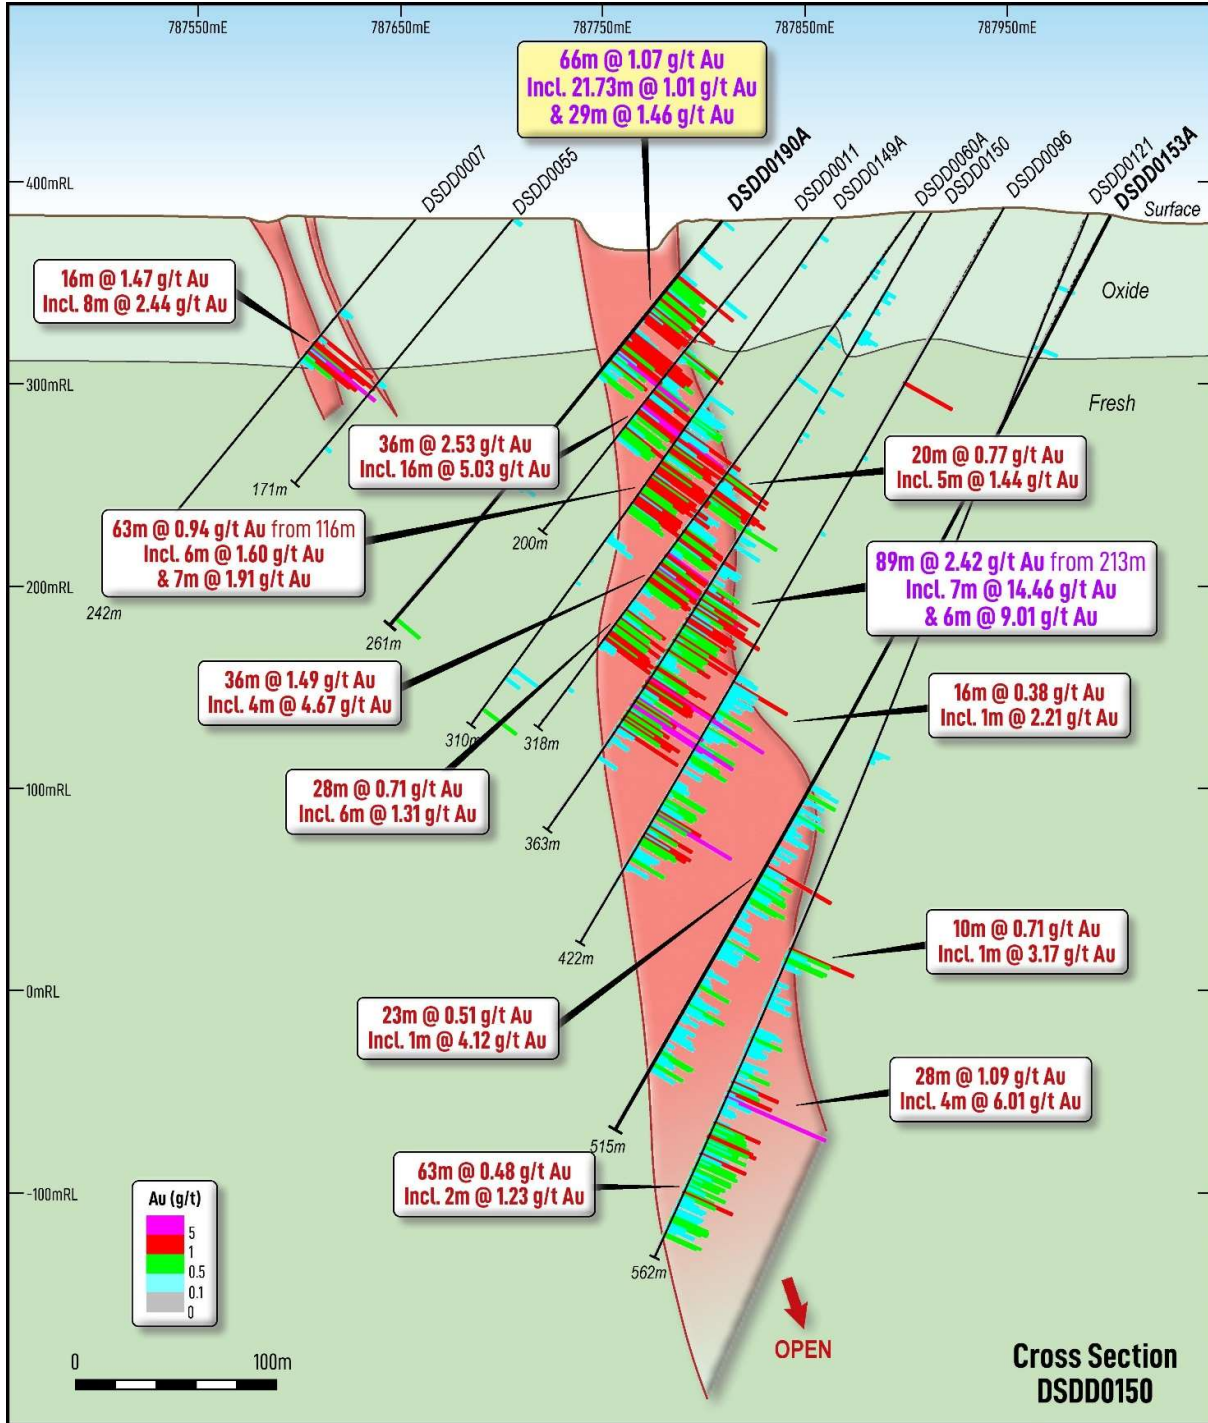 787550mE
787650mE
787750mE
787850mE
787950mE
66m @ 1.07 g/t Au
Incl. 21.73m @ 1.01 g/t Au
& 29m @ 1.46 g/t Au
DSDD0007
DSDD0055
DSDD0190A
DSDD0011
DSDD0149A
DSDD0060A
DSDD0150
DSDD0096
DSDD0121
DSDD0153A
400mRL
Surface
16m @ 1.47 g/t Au
Incl. 8m @ 2.44 g/t Au
Oxide
300mRL
Fresh
36m @ 2.53 g/t Au
Incl. 16m @ 5.03 g/t Au
20m @ 0.77 g/t Au
Incl. 5m @ 1.44 g/t Au
171m
63m @ 0.94 g/t Au from 116m
Incl. 6m @ 1.60 g/t Au
& 7m @ 1.91 g/t Au
200m
89m @ 2.42 g/t Au from 213m
Incl. 7m @ 14.46 g/t Au
& 6m @ 9.01 g/t Au
200mRL
242m
261m
36m @ 1.49 g/t Au
Incl. 4m @ 4.67 g/t Au
16m @ 0.38 g/t Au
Incl. 1m @ 2.21 g/t Au
310m
318m
100mRL
28m @ 0.71 g/t Au
Incl. 6m @ 1.31 g/t Au
363m
10m @ 0.71 g/t Au
Incl. 1m @ 3.17 g/t Au
422m
0mRL
23m @ 0.51 g/t Au
Incl. 1m @ 4.12 g/t Au
28m @ 1.09 g/t Au
Incl. 4m @ 6.01 g/t Au
515m
63m @ 0.48 g/t Au
Incl. 2m @ 1.23 g/t Au
-100mRL
Au (g/t)
5
1
0.5
0.1
0
562m
OPEN
0
100m
Cross Section
DSDD0150